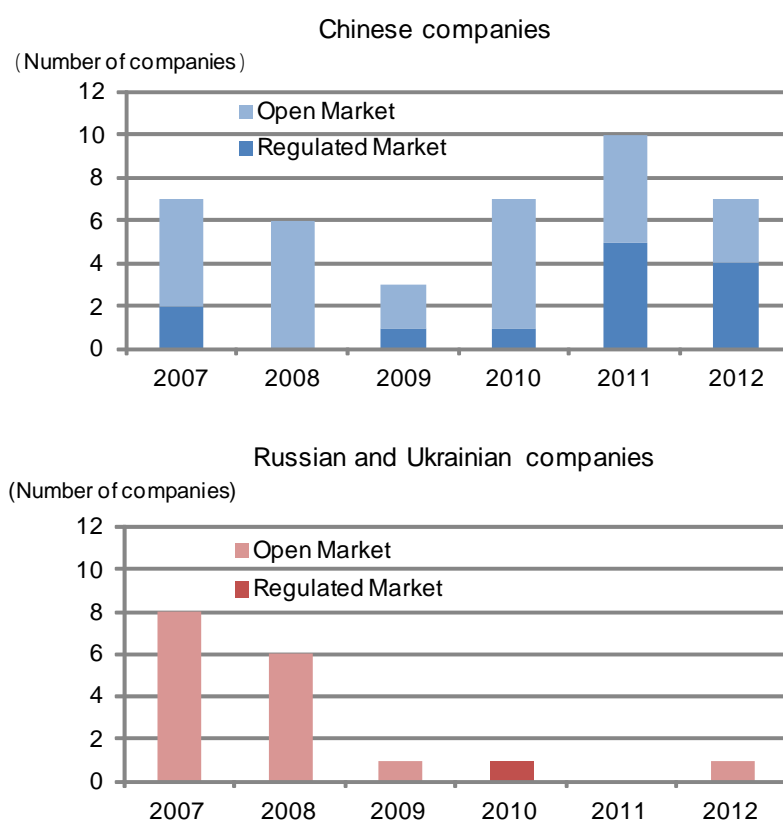 Chinese companies
(Number of companies)
12
Open Market
10
Regulated Market
8
6
4
2
0
2007 2008 2009 2010 2011 2012
Russian and Ukrainian companies
(Number of companies)
12
Open Market
10
Regulated Market
8
6
4
2
0
2007 2008 2009 2010 2011 2012